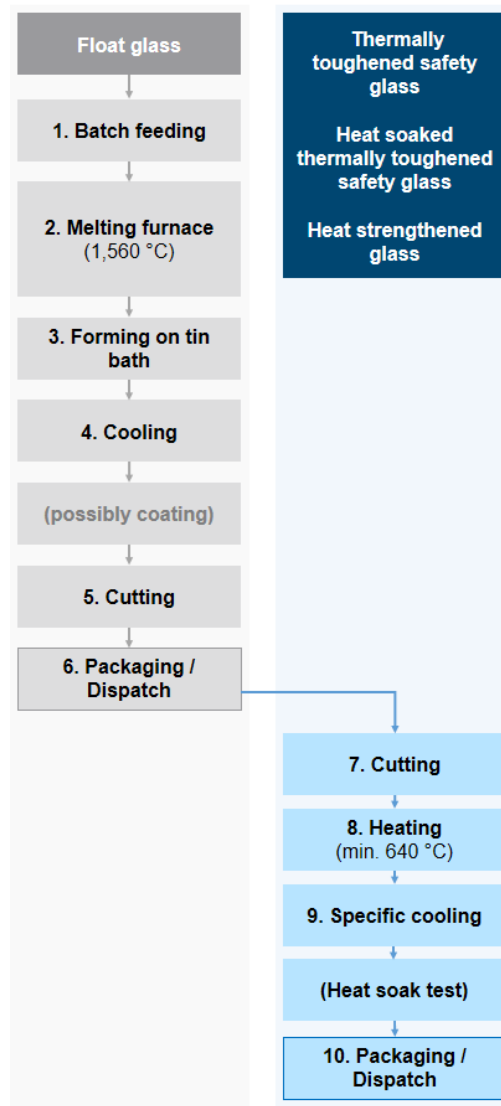 Float glass
1. Batch feeding
2. Melting furnace
(1,560 °C)
3. Forming on tin
bath
4. Cooling
(possibly coating)
5. Cutting
6. Packaging /
Dispatch
Thermally
toughened safety
glass
Heat soaked
thermally toughened
safety glass
Heat strengthened
glass
7. Cutting
8. Heating
(min. 640 °C)
9. Specific cooling
(Heat soak test)
10. Packaging /
Dispatch